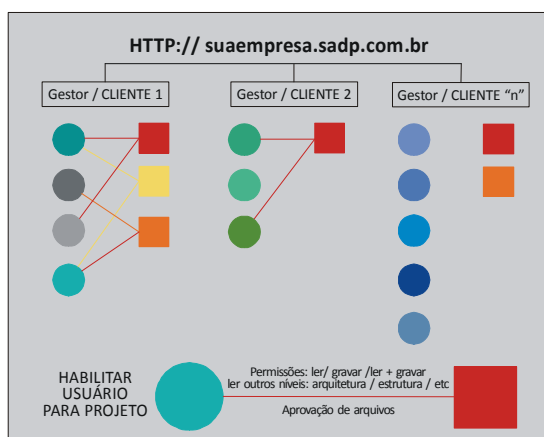 HTTP:// suaempresa.sadp.com.br
Gestor / CLIENTE 1
Gestor / CLIENTE 2
Gestor / CLIENTE “n”
HABILITAR
USUÁRIO
PARA PROJETO
Permissões: ler/ gravar /ler + gravar
ler outros níveis: arquitetura / estrutura / etc
Aprovação de arquivos